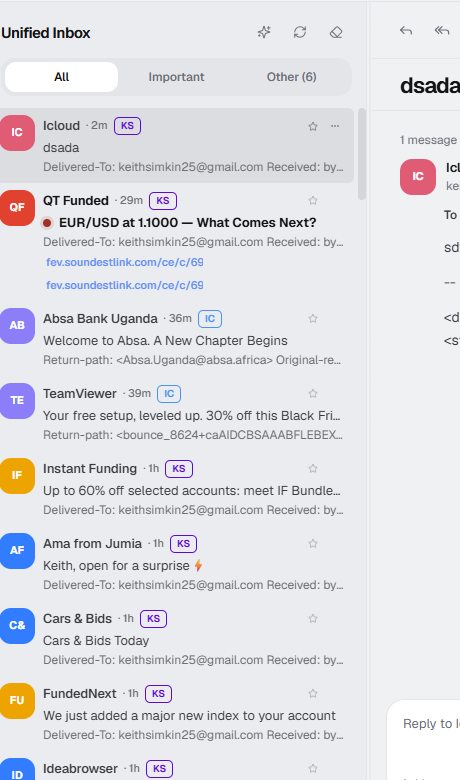 Unified Inbox
All
Important
Other (6)
IC
Icloud · 2m KS
dsada
Delivered-To: keithsimkin25@gmail.com Received: by...
QF
QT Funded · 29m KS
EUR/USD at 1.1000 — What Comes Next?
Delivered-To: keithsimkin25@gmail.com Received: by...
fev.soundestlink.com/ce/c/69
fev.soundestlink.com/ce/c/69
AB
Absa Bank Uganda · 36m IC
Welcome to Absa. A New Chapter Begins
Return-path: <Absa.Uganda@absa.africa> Original-re...
TE
TeamViewer · 39m IC
Your free setup, leveled up. 30% off this Black Fri...
Return-path: <bounce_8624+caAIDCBSAAABFLEBEX...
IF
Instant Funding · 1h KS
Up to 60% off selected accounts: meet IF Bundle...
Delivered-To: keithsimkin25@gmail.com Received: by...
AF
Ama from Jumia · 1h KS
Keith, open for a surprise⚡
Delivered-To: keithsimkin25@gmail.com Received: by...
C&
Cars & Bids · 1h KS
Cars & Bids Today
Delivered-To: keithsimkin25@gmail.com Received: by...
FU
FundedNext · 1h KS
We just added a major new index to your account
Delivered-To: keithsimkin25@gmail.com Received: by...
ID
Ideabrowser · 1h KS
dsada
1 message
IC
Icl
ke
To
sd
--
<d
<s
Reply to I